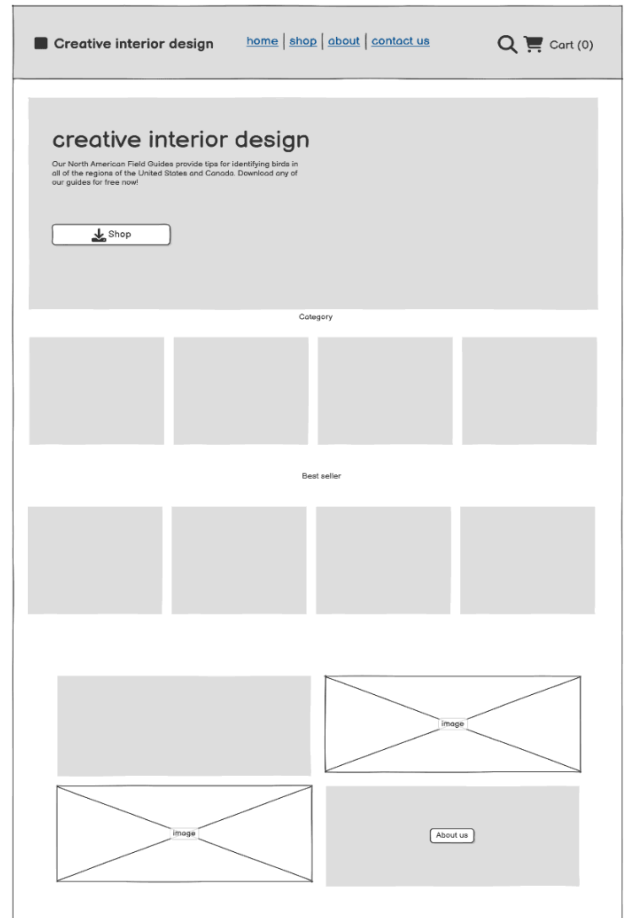 Creative interior design
home | shop | about | contact us
Cart (0)
creative interior design
Our North American Field Guides provide tips for identifying birds in
all of the regions of the United States and Canada. Download any of
our guides for free now!
Shop
Category
Best seller
image
image
About us